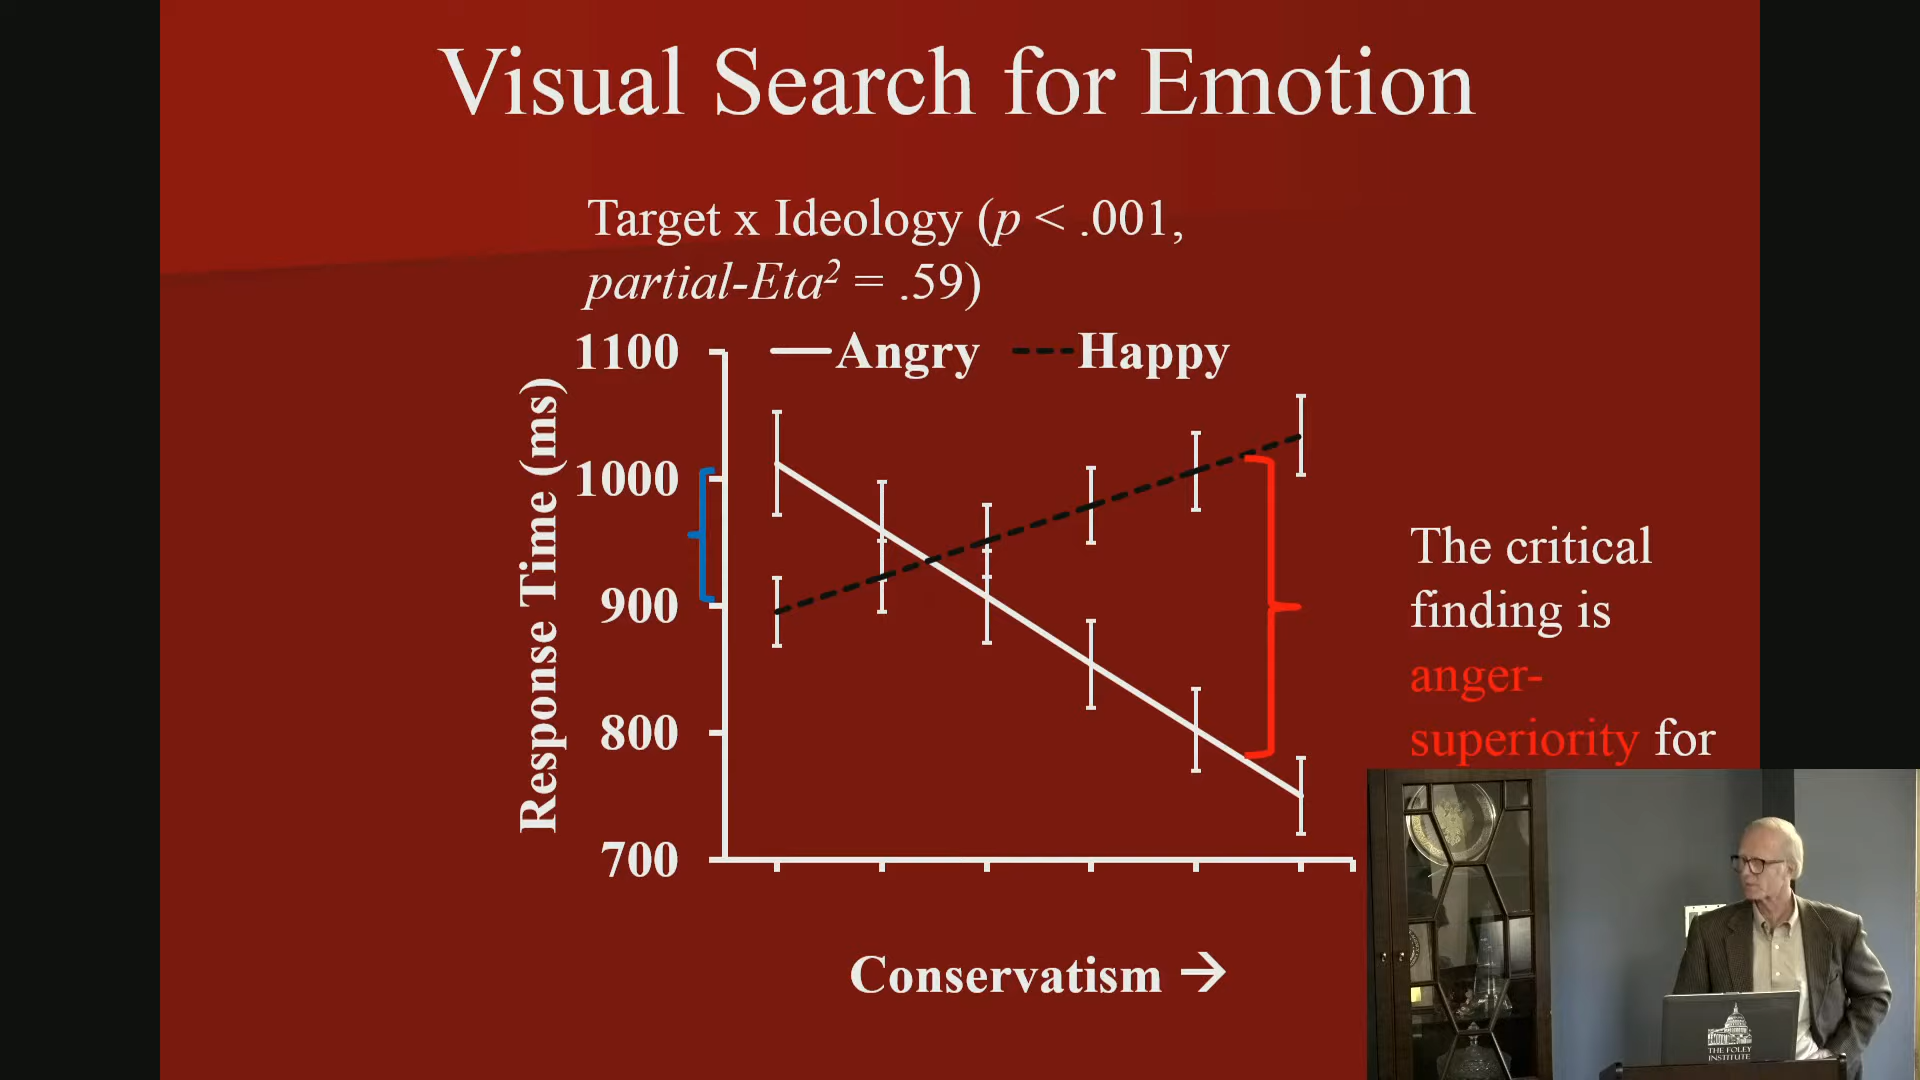 Visual Search for Emotion
Target x Ideology (p < .001,
partial-Eta² = .59)
Angry
Happy
1100
1000
900
800
700
Response Time (ms)
Conservatism →
The critical
finding is
anger-
superiority for
THE FOLEY
INSTITUTE